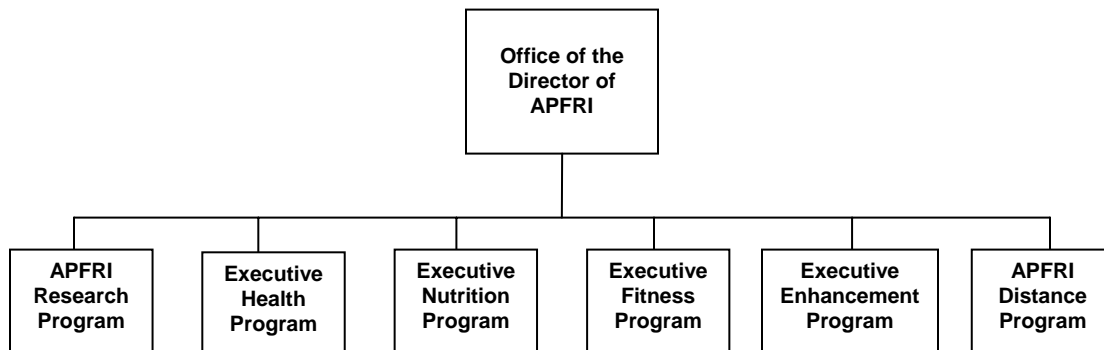 Office of the
Director of
APFRI
APFRI
Research
Program
Executive
Health
Program
Executive
Nutrition
Program
Executive
Fitness
Program
Executive
Enhancement
Program
APFRI
Distance
Program